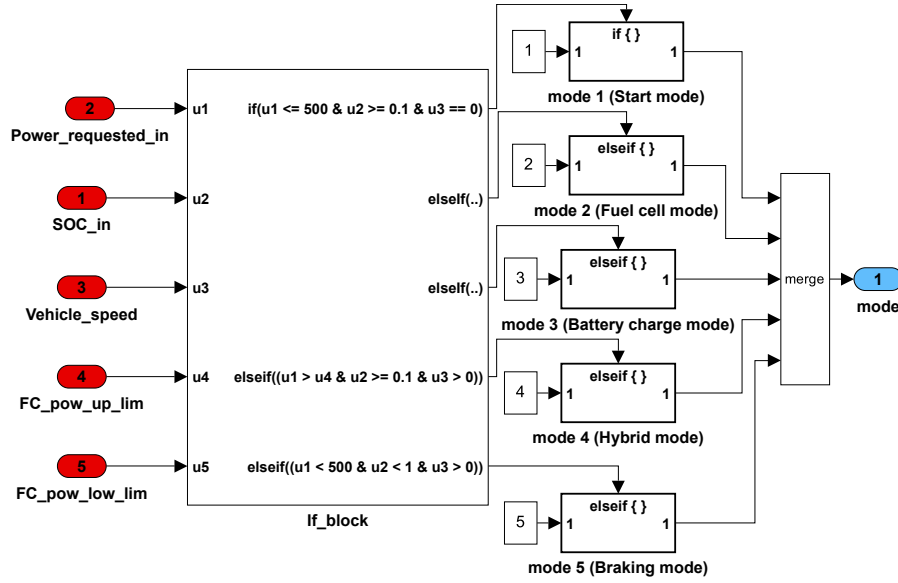 2
Power_requested_in
1
SOC_in
3
Vehicle_speed
4
FC_pow_up_lim
5
FC_pow_low_lim
u1
u2
u3
u4
u5
if(u1 <= 500 & u2 >= 0.1 & u3 == 0)
elseIf(..)
elseIf(..)
elseif((u1 > u4 & u2 >= 0.1 & u3 > 0))
elseif((u1 < 500 & u2 < 1 & u3 > 0))
If_block
1
if { }
1 1
mode 1 (Start mode)
2
elseif { }
1 1
mode 2 (Fuel cell mode)
3
elseif { }
1 1
mode 3 (Battery charge mode)
4
elseif { }
1 1
mode 4 (Hybrid mode)
5
elseif { }
1 1
mode 5 (Braking mode)
merge
1
mode